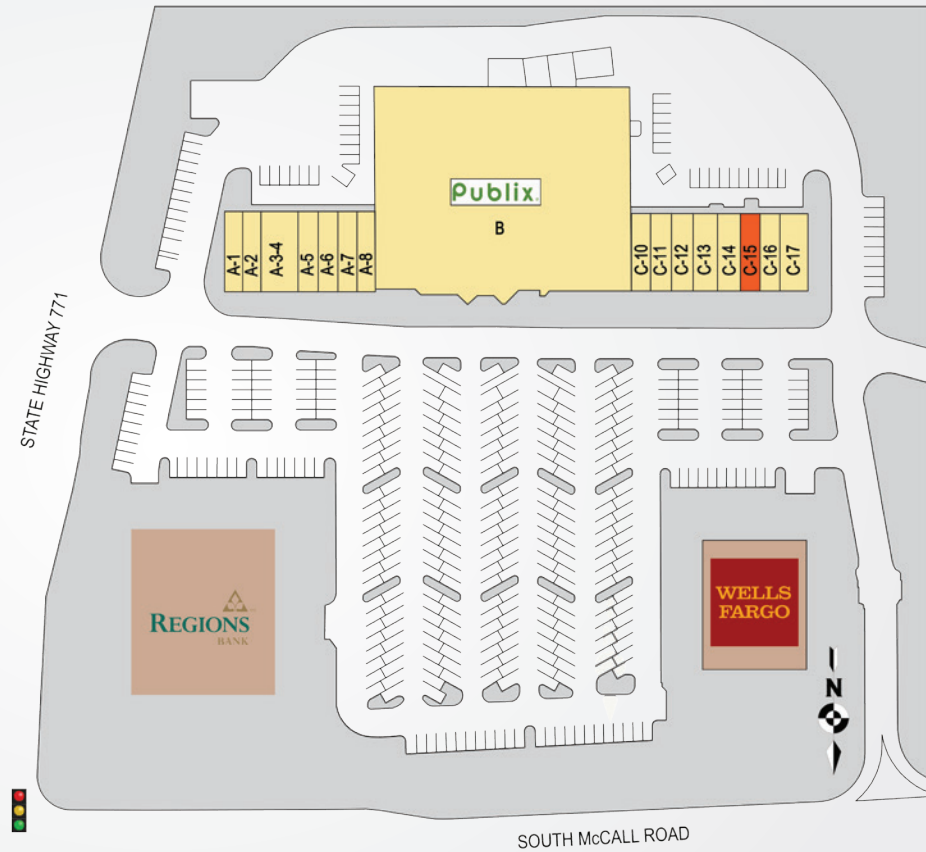 Publix.
B
A-1
A-2
A-3-4
A-5
A-6
A-7
A-8
C-10
C-11
C-12
C-13
C-14
C-15
C-16
C-17
STATE HIGHWAY 771
REGIONS
BANK
WELLS
FARGO
N
SOUTH McCALL ROAD